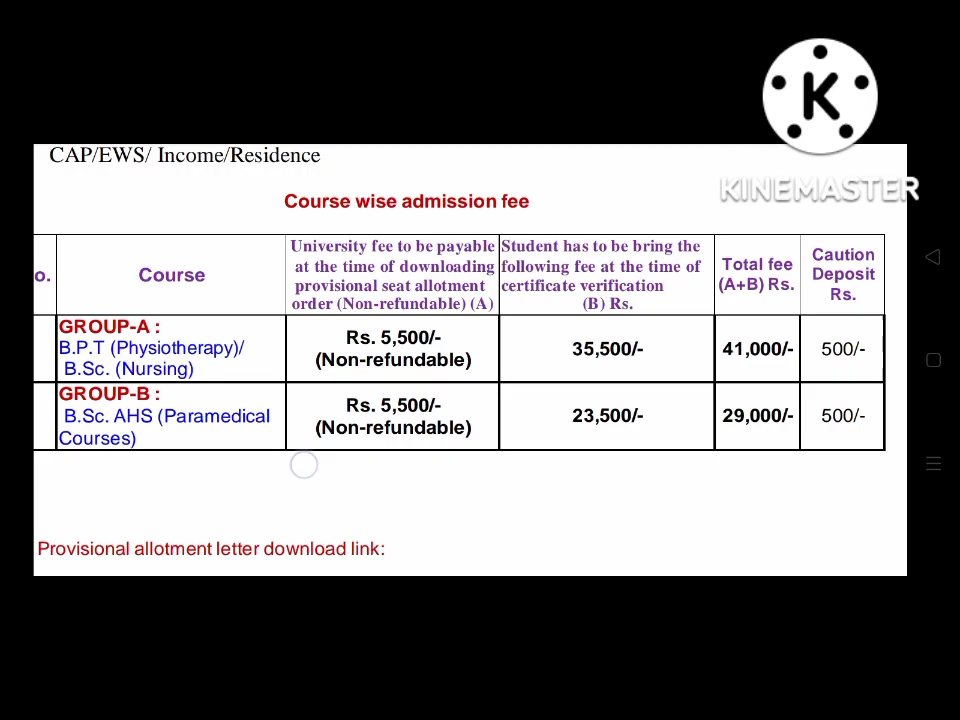 K
KINEMASTER
CAP/EWS/ Income/Residence
Course wise admission fee
o.
Course
University fee to be payable
at the time of downloading
provisional seat allotment
order (Non-refundable) (A)
Student has to be bring the
following fee at the time of
certificate verification
(B) Rs.
Total fee
(A+B) Rs.
Caution
Deposit
Rs.
GROUP-A :
B.P.T (Physiotherapy)/
B.Sc. (Nursing)
Rs. 5,500/-
(Non-refundable)
35,500/-
41,000/-
500/-
GROUP-B :
B.Sc. AHS (Paramedical
Courses)
Rs. 5,500/-
(Non-refundable)
23,500/-
29,000/-
500/-
Provisional allotment letter download link: